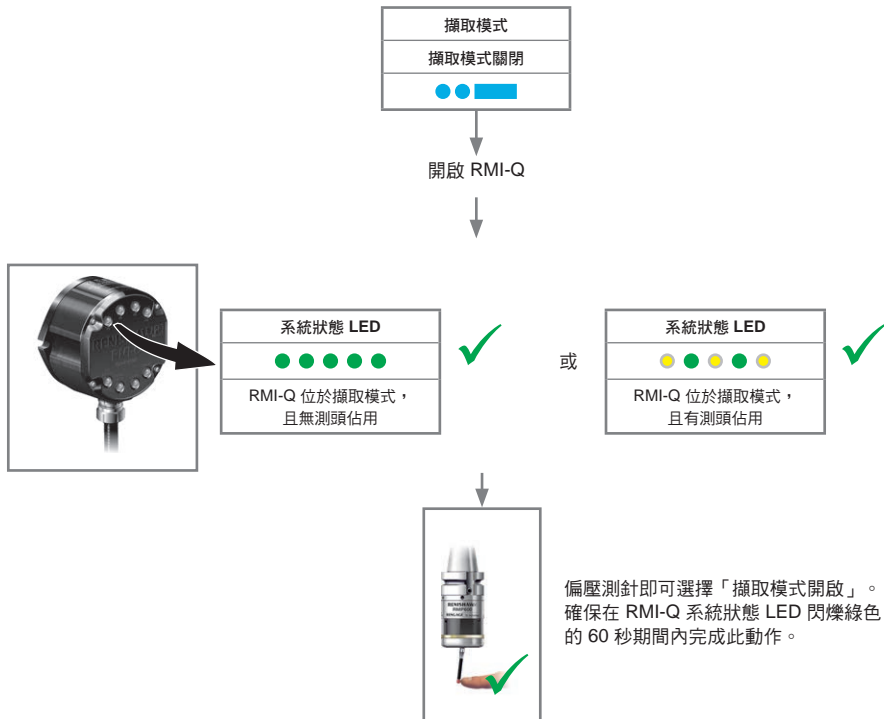 擷取模式
擷取模式關閉
開啟 RMI-Q
系統狀態 LED
RMI-Q 位於擷取模式，
且無測頭佔用
或
系統狀態 LED
RMI-Q 位於擷取模式，
且有測頭佔用
RENISHAW
偏壓測針即可選擇「擷取模式開啟」。
確保在 RMI-Q 系統狀態 LED 閃爍綠色
的 60 秒期間內完成此動作。